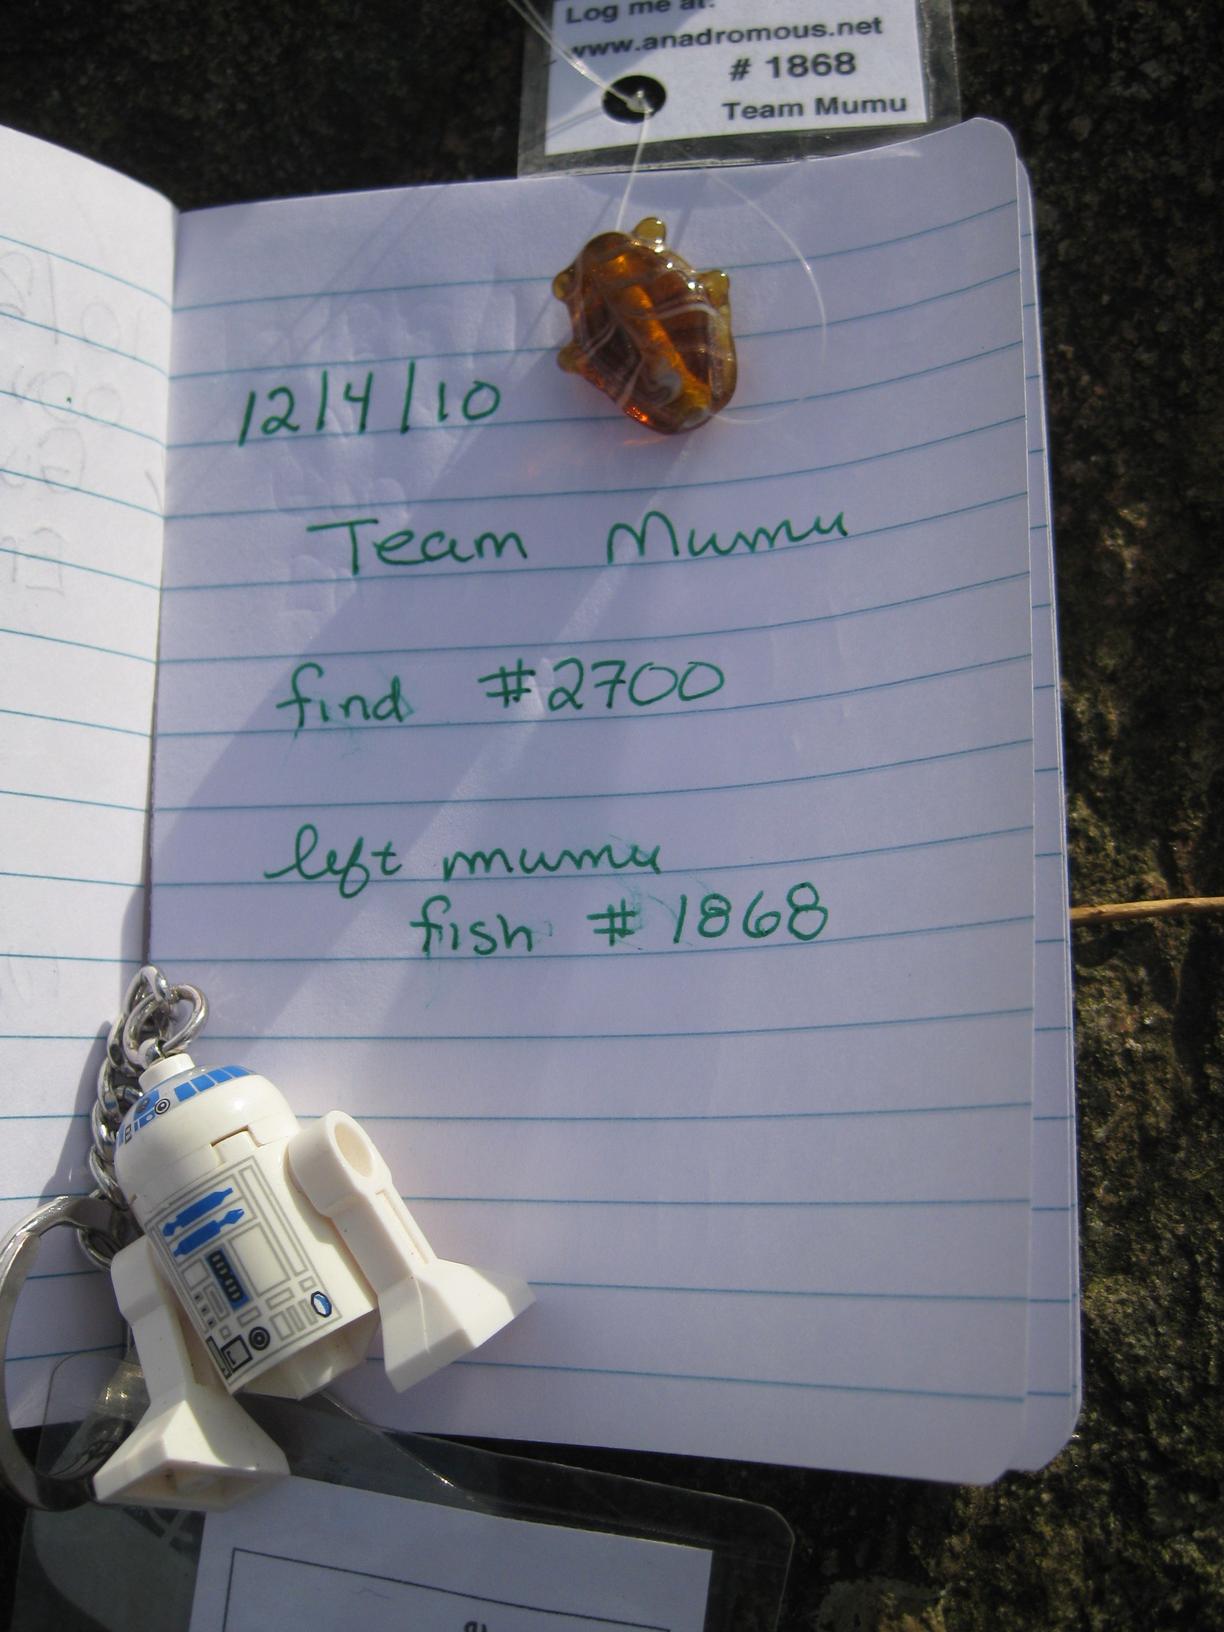 Log me at:
www.anadromous.net
# 1868
Team Mumu
12/4/10
Team Mumu
find #2700
left mumu
fish #1868